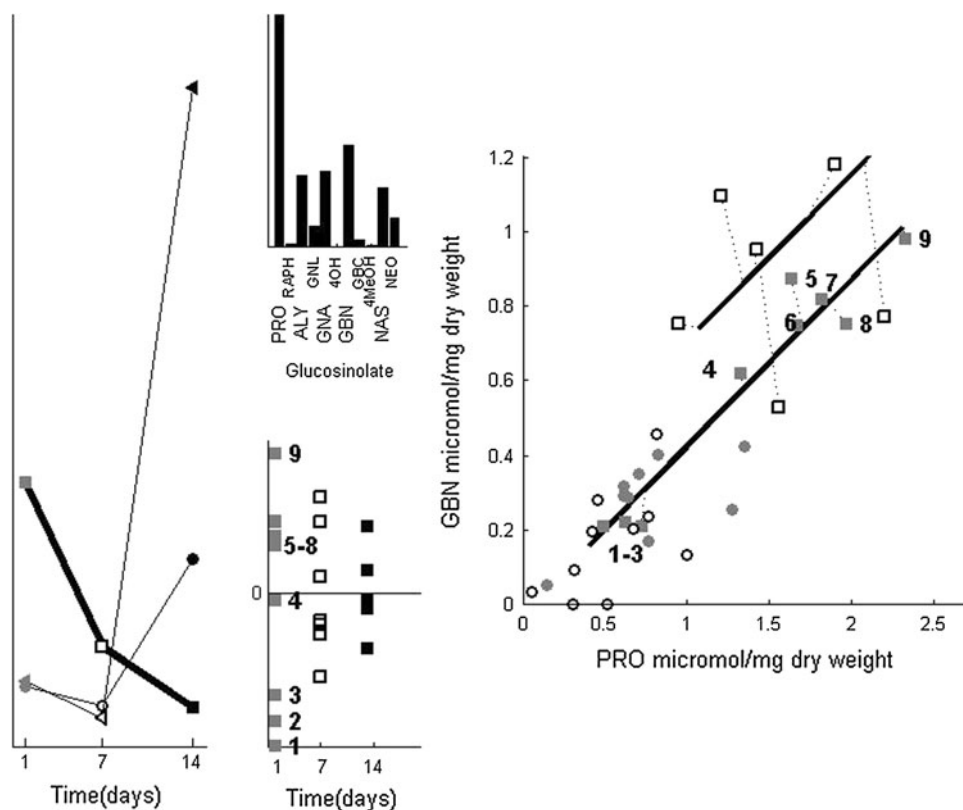 1
7
14
Time(days)
PRO
RAPH
ALY
GNL
GNA
4OH
GBN
GBC
4MeOH
NAS
NEO
Glucosinolate
0
9
5-8
4
3
2
1
1
7
14
Time(days)
GBN micromol/mg dry weight
1.2
1
0.8
0.6
0.4
0.2
0
9
5
7
6
8
4
1-3
0
0.5
1
1.5
2
2.5
PRO micromol/mg dry weight